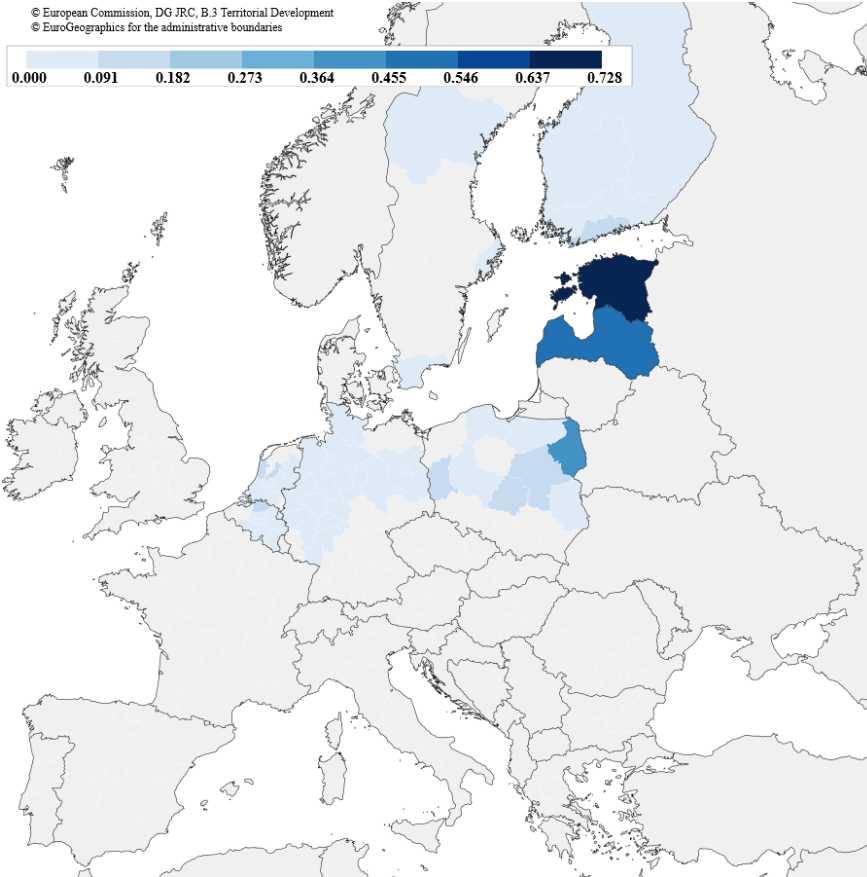 © European Commission, DG JRC, B.3 Territorial Development
© EuroGeographics for the administrative boundaries
0.000 0.091 0.182 0.273 0.364 0.455 0.546 0.637 0.728